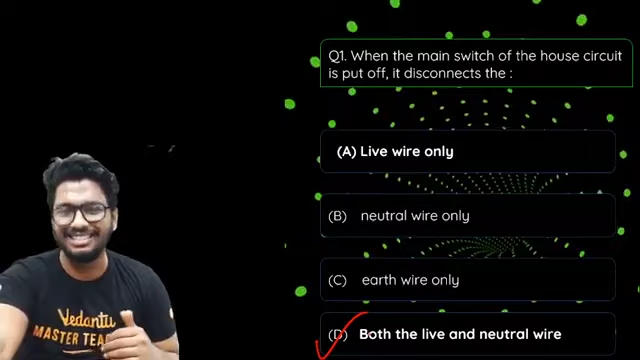 Q1. When the main switch of the house circuit
is put off, it disconnects the :
(A) Live wire only
(B) neutral wire only
(C) earth wire only
(D) Both the live and neutral wire
Vedantu
MASTER